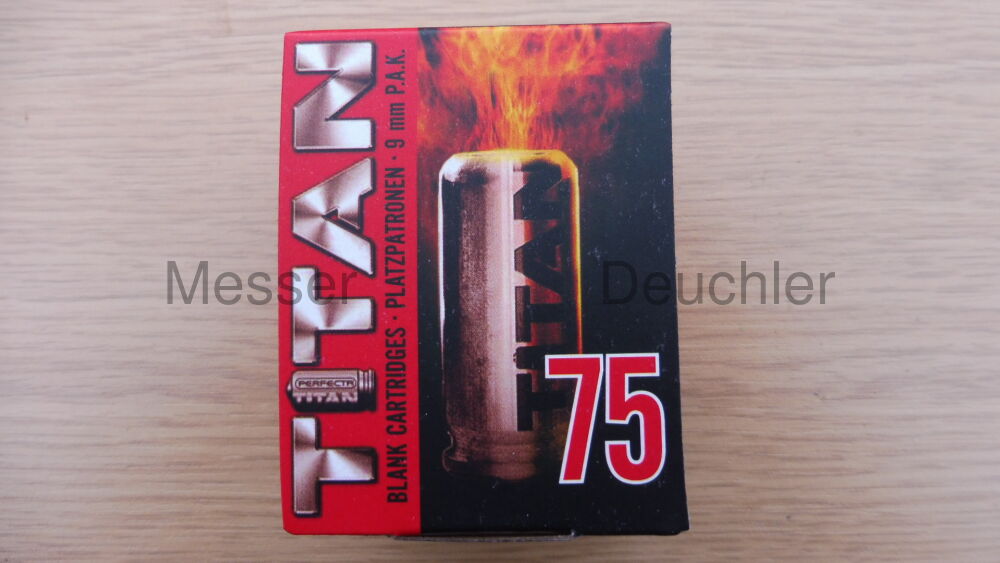 TITAN
PERFECTA
TITAN
BLANK CARTRIDGES · PLATZPATRONEN · 9 mm P.A.K.
TITAN
75
Messer Deuchler